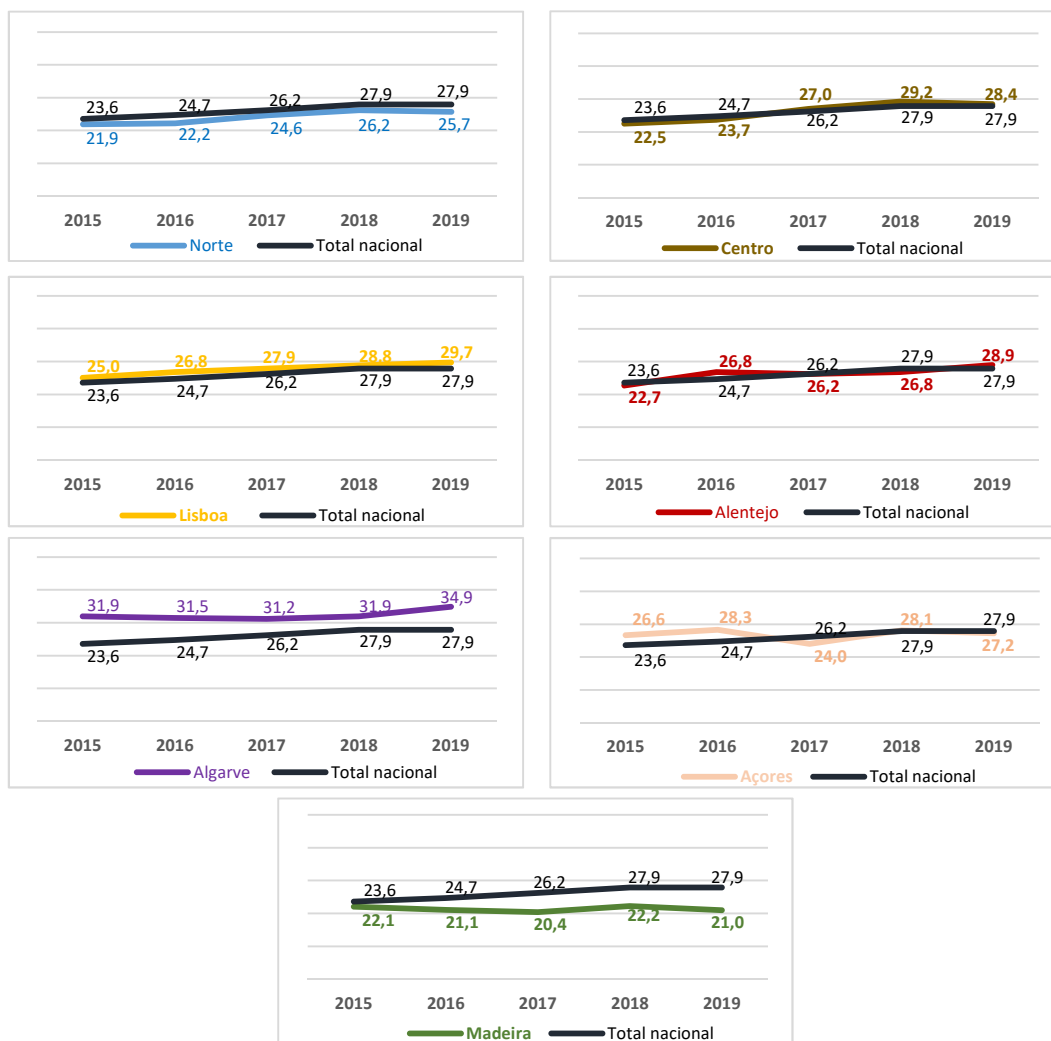 23,6 24,7 26,2 27,9 27,9
21,9 22,2 24,6 26,2 25,7
2015 2016 2017 2018 2019
Norte Total nacional
23,6 24,7 27,0 29,2 28,4
22,5 23,7 26,2 27,9 27,9
2015 2016 2017 2018 2019
Centro Total nacional
25,0 26,8 27,9 28,8 29,7
23,6 24,7 26,2 27,9 27,9
2015 2016 2017 2018 2019
Lisboa Total nacional
23,6 26,8 26,2 27,9 28,9
22,7 24,7 26,2 26,8 27,9
2015 2016 2017 2018 2019
Alentejo Total nacional
31,9 31,5 31,2 31,9 34,9
23,6 24,7 26,2 27,9 27,9
2015 2016 2017 2018 2019
Algarve Total nacional
26,6 28,3 26,2 28,1 27,9
23,6 24,7 24,0 27,9 27,2
2015 2016 2017 2018 2019
Açores Total nacional
23,6 24,7 26,2 27,9 27,9
22,1 21,1 20,4 22,2 21,0
2015 2016 2017 2018 2019
Madeira Total nacional